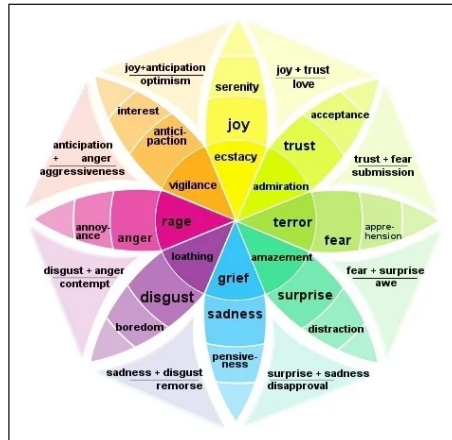 joy+anticipation
optimism
joy + trust
love
serenity
interest
joy
acceptance
antici-
paction
trust
anticipation
+ anger
aggressiveness
ecstacy
trust + fear
submission
vigilance
admiration
annoy-
ance
anger
rage
terror
fear
appre-
hension
loathing
amazement
disgust + anger
contempt
grief
fear + surprise
awe
disgust
surprise
sadness
boredom
distraction
pensive-
ness
sadness + disgust
remorse
surprise + sadness
disapproval